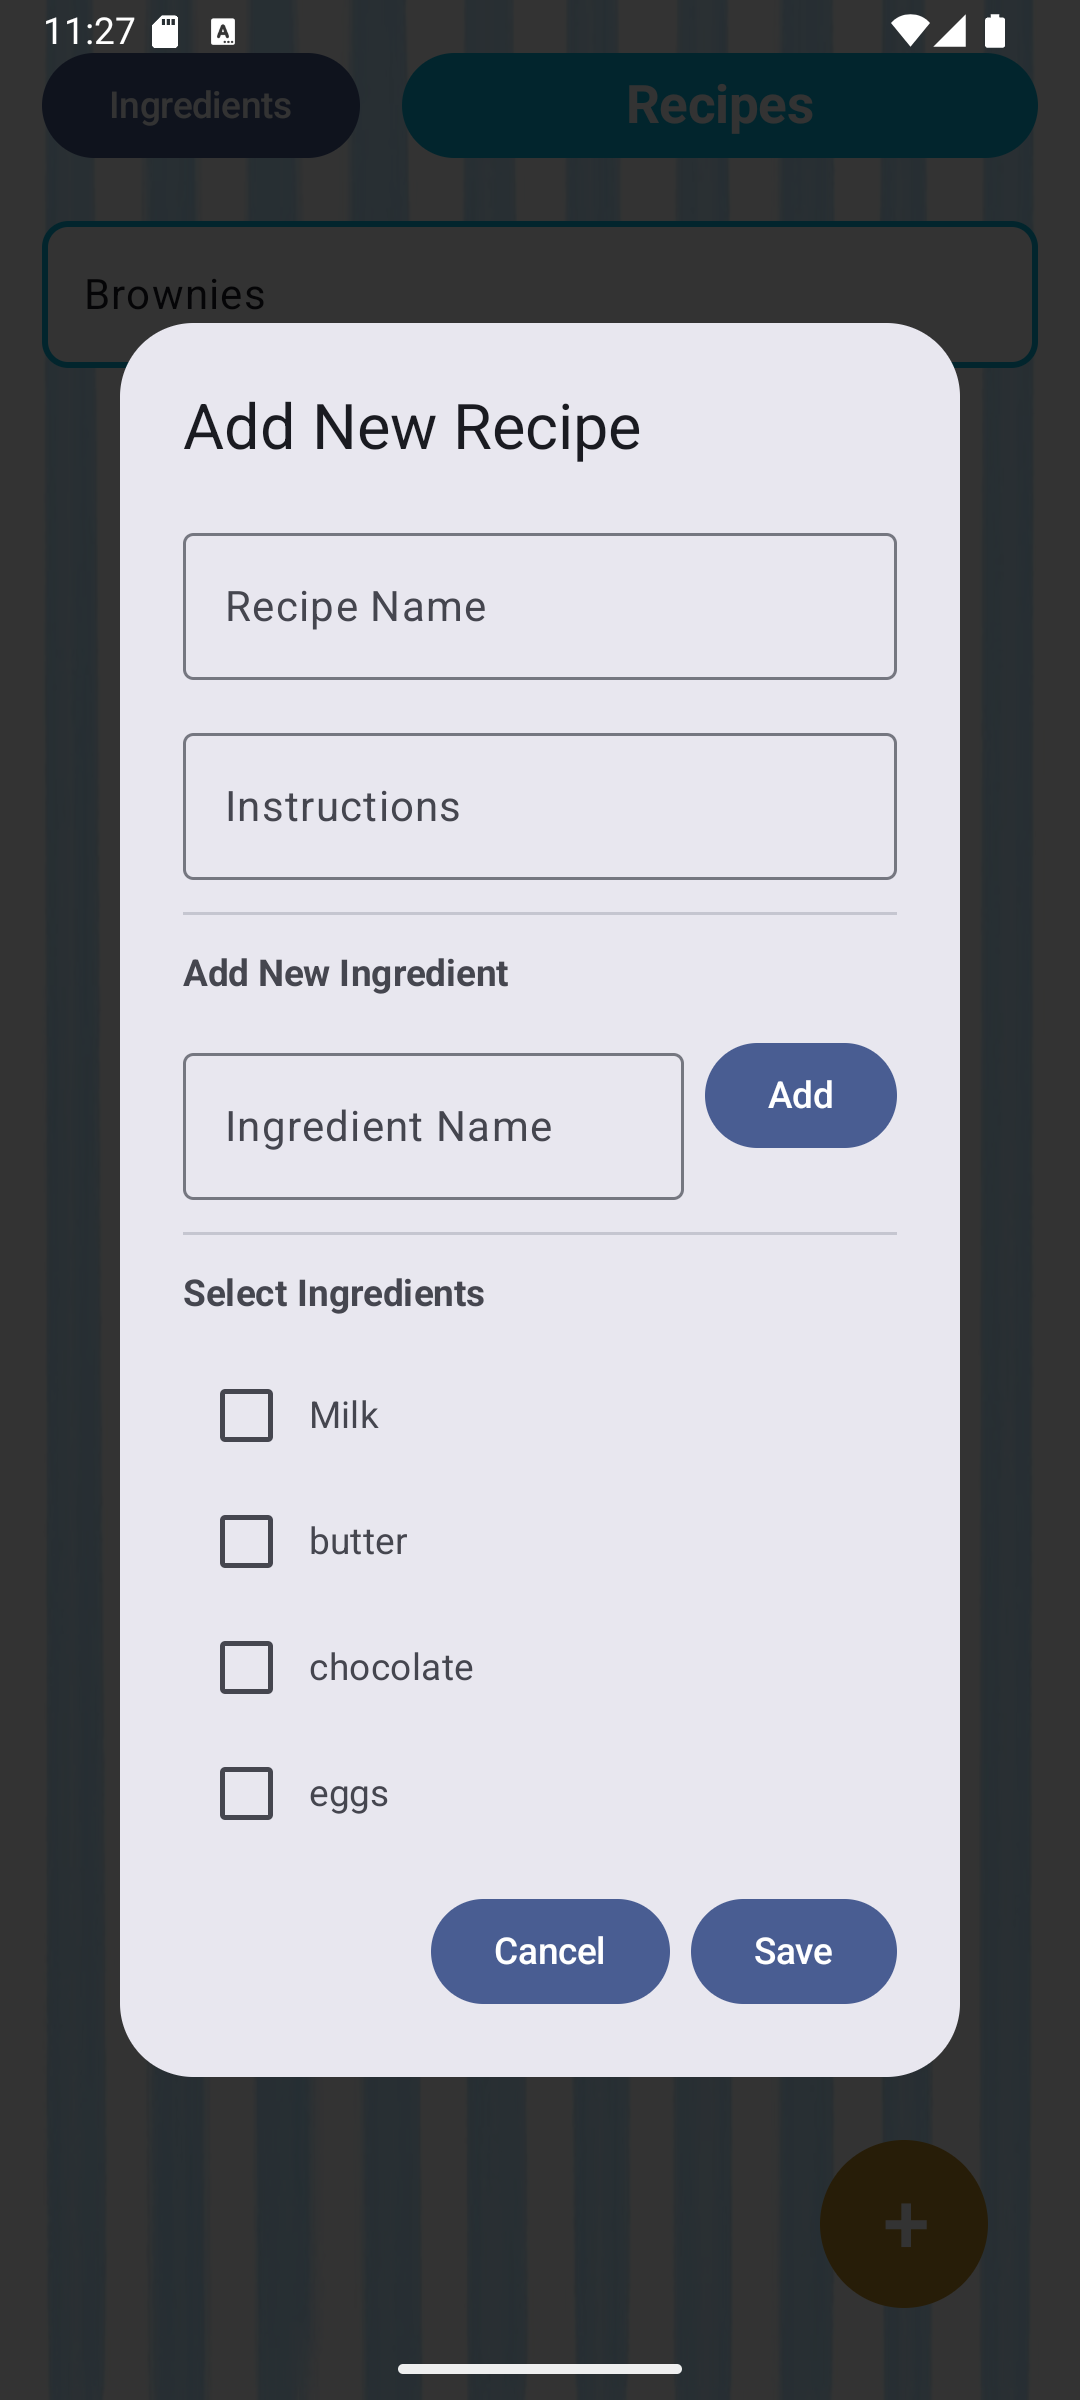 11:27
Ingredients
Recipes
Brownies
Add New Recipe
Recipe Name
Instructions
Add New Ingredient
Ingredient Name
Add
Select Ingredients
Milk
butter
chocolate
eggs
Cancel
Save
+